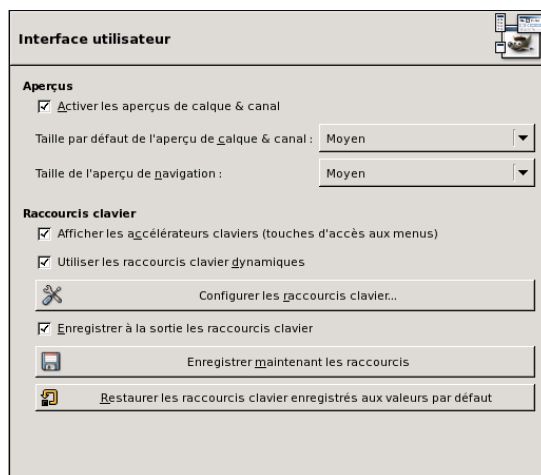 Interface utilisateur
Aperçus
Activer les aperçus de calque & canal
Taille par défaut de l'aperçu de calque & canal : Moyen
Taille de l'aperçu de navigation : Moyen
Raccourcis clavier
Afficher les accélérateurs claviers (touches d'accès aux menus)
Utiliser les raccourcis clavier dynamiques
Configurer les raccourcis clavier...
Enregistrer à la sortie les raccourcis clavier
Enregistrer maintenant les raccourcis
Restaurer les raccourcis clavier enregistrés aux valeurs par défaut